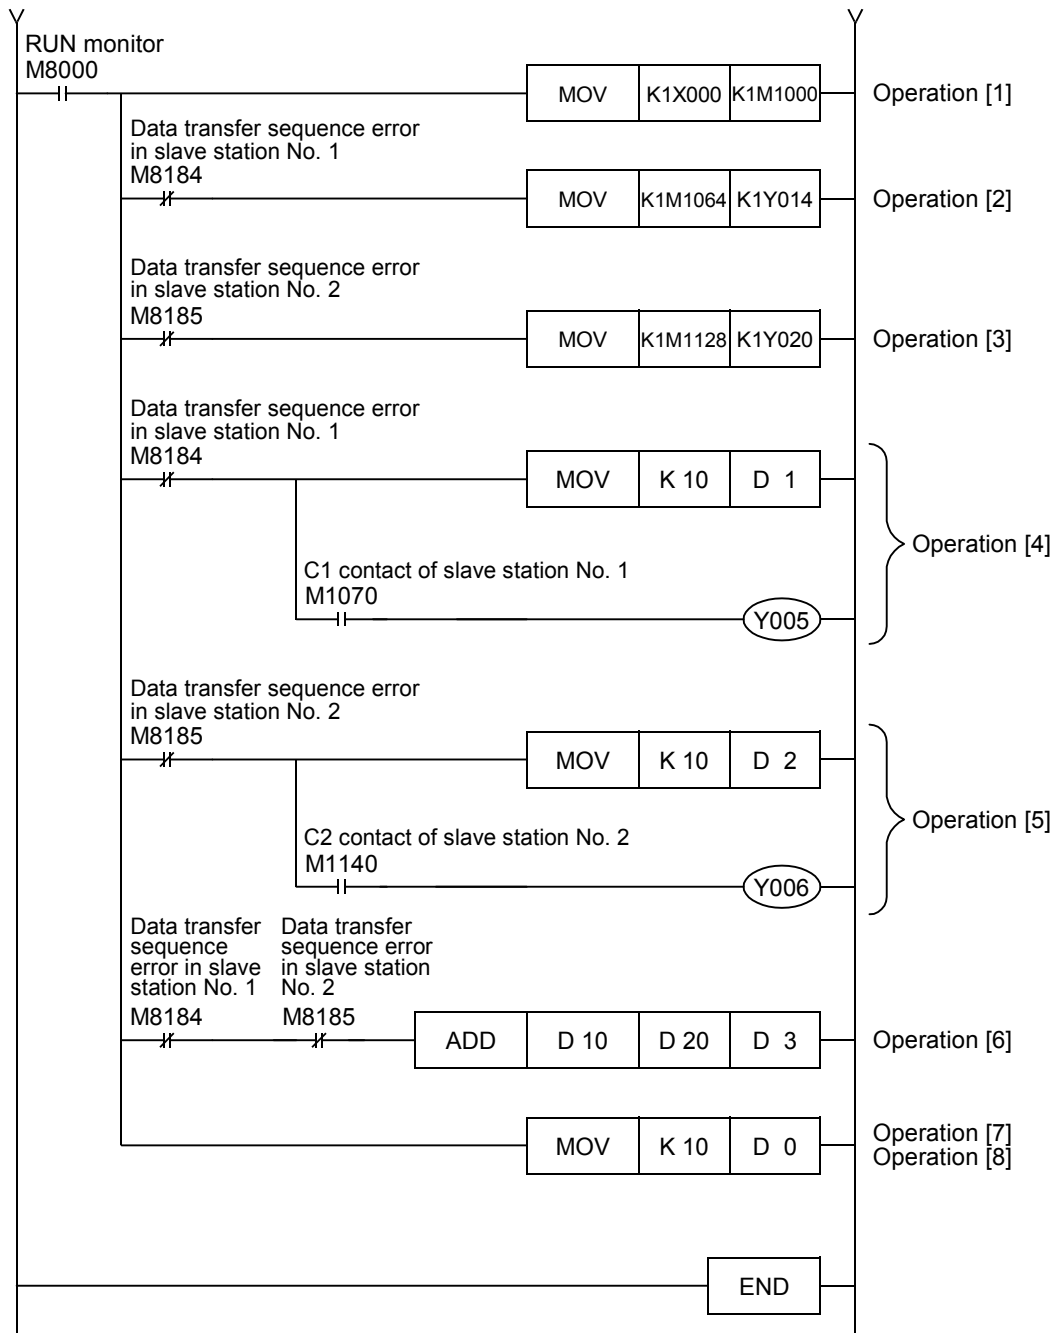 RUN monitor
M8000
MOV K1X000 K1M1000 Operation [1]
Data transfer sequence error
in slave station No. 1
M8184
MOV K1M1064 K1Y014 Operation [2]
Data transfer sequence error
in slave station No. 2
M8185
MOV K1M1128 K1Y020 Operation [3]
Data transfer sequence error
in slave station No. 1
M8184
MOV K 10 D 1
Operation [4]
C1 contact of slave station No. 1
M1070
Y005
Data transfer sequence error
in slave station No. 2
M8185
MOV K 10 D 2
Operation [5]
C2 contact of slave station No. 2
M1140
Y006
Data transfer
sequence
error in slave
station No. 1
M8184
Data transfer
sequence error
in slave station
No. 2
M8185
ADD D 10 D 20 D 3 Operation [6]
MOV K 10 D 0
Operation [7]
Operation [8]
END